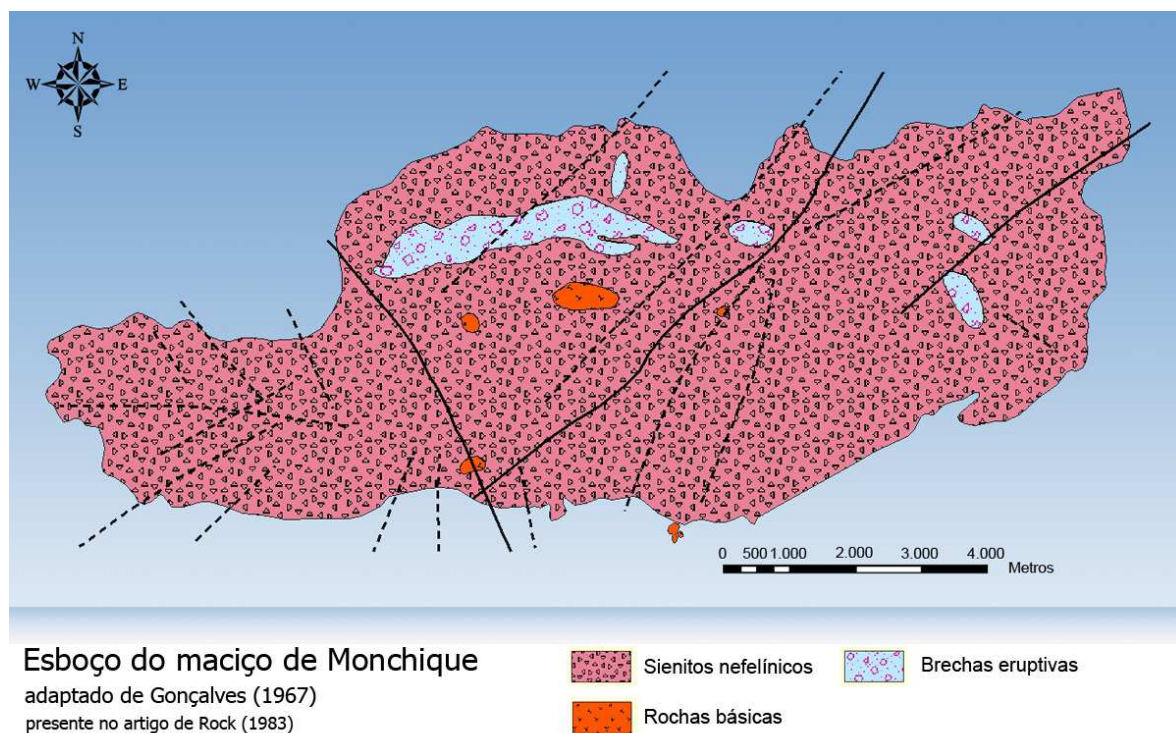 N
W E
S
0 500 1.000 2.000 3.000 4.000
Metros
Esboço do maciço de Monchique
adaptado de Gonçalves (1967)
presente no artigo de Rock (1983)
Sienitos nefelínicos
Brechas eruptivas
Rochas básicas